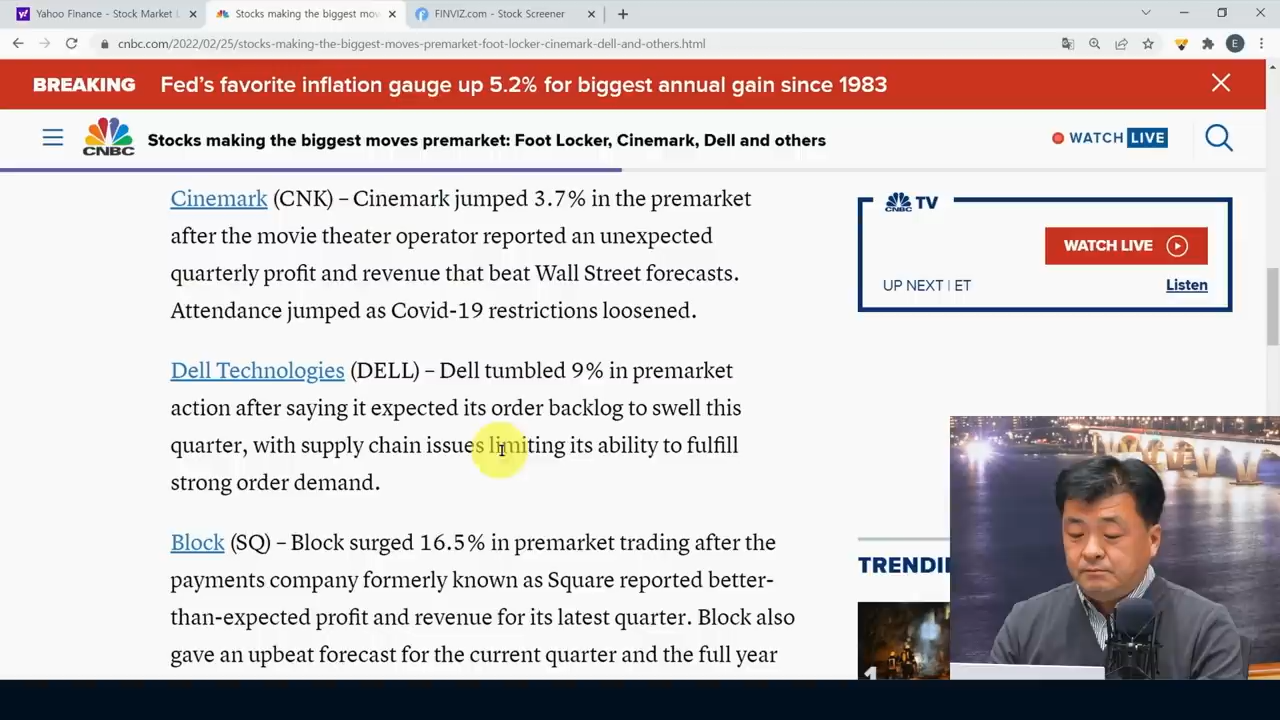 Yahoo Finance - Stock Market L
Stocks making the biggest mov
FINVIZ.com - Stock Screener
cnbc.com/2022/02/25/stocks-making-the-biggest-moves-premarket-foot-locker-cinemark-dell-and-others.html
E
BREAKING Fed's favorite inflation gauge up 5.2% for biggest annual gain since 1983
CNBC
Stocks making the biggest moves premarket: Foot Locker, Cinemark, Dell and others
WATCH LIVE
Cinemark (CNK) – Cinemark jumped 3.7% in the premarket
after the movie theater operator reported an unexpected
quarterly profit and revenue that beat Wall Street forecasts.
Attendance jumped as Covid-19 restrictions loosened.
Dell Technologies (DELL) – Dell tumbled 9% in premarket
action after saying it expected its order backlog to swell this
quarter, with supply chain issues limiting its ability to fulfill
strong order demand.
Block (SQ) – Block surged 16.5% in premarket trading after the
payments company formerly known as Square reported better-
than-expected profit and revenue for its latest quarter. Block also
gave an upbeat forecast for the current quarter and the full year
CNBC TV
WATCH LIVE
UP NEXT | ET
Listen
TRENDI
1